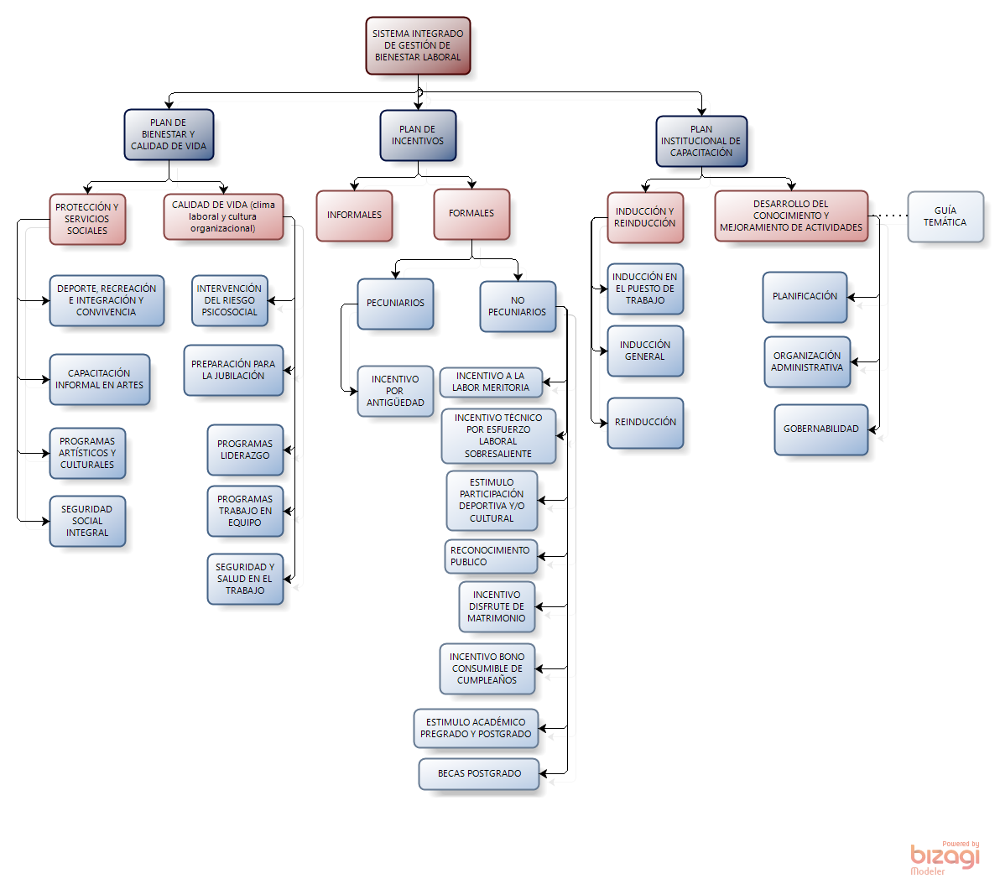 SISTEMA INTEGRADO
DE GESTIÓN DE
BIENESTAR LABORAL
PLAN DE
BIENESTAR Y
CALIDAD DE VIDA
PLAN DE
INCENTIVOS
PLAN
INSTITUCIONAL DE
CAPACITACIÓN
PROTECCIÓN Y
SERVICIOS
SOCIALES
CALIDAD DE VIDA (clima
laboral y cultura
organizacional)
INFORMALES
FORMALES
INDUCCIÓN Y
REINDUCCIÓN
DESARROLLO DEL
CONOCIMIENTO Y
MEJORAMIENTO DE ACTIVIDADES
GUÍA
TEMÁTICA
DEPORTE, RECREACIÓN
E INTEGRACIÓN Y
CONVIVENCIA
CAPACITACIÓN
INFORMAL EN ARTES
PROGRAMAS
ARTÍSTICOS Y
CULTURALES
SEGURIDAD
SOCIAL
INTEGRAL
INTERVENCIÓN
DEL RIESGO
PSICOSOCIAL
PREPARACIÓN PARA
LA JUBILACIÓN
PROGRAMAS
LIDERAZGO
PROGRAMAS
TRABAJO EN
EQUIPO
SEGURIDAD Y
SALUD EN EL
TRABAJO
PECUNIARIOS
INCENTIVO
POR
ANTIGÜEDAD
NO
PECUNIARIOS
INCENTIVO A LA
LABOR MERITORIA
INCENTIVO TÉCNICO
POR ESFUERZO
LABORAL
SOBRESALIENTE
ESTIMULO
PARTICIPACIÓN
DEPORTIVA Y/O
CULTURAL
RECONOCIMIENTO
PUBLICO
INCENTIVO
DISFRUTE DE
MATRIMONIO
INCENTIVO BONO
CONSUMIBLE DE
CUMPLEAÑOS
ESTIMULO ACADÉMICO
PREGRADO Y POSTGRADO
BECAS POSTGRADO
INDUCCIÓN EN
EL PUESTO DE
TRABAJO
INDUCCIÓN
GENERAL
REINDUCCIÓN
PLANIFICACIÓN
ORGANIZACIÓN
ADMINISTRATIVA
GOBERNABILIDAD
Powered by
bizagi
Modeler